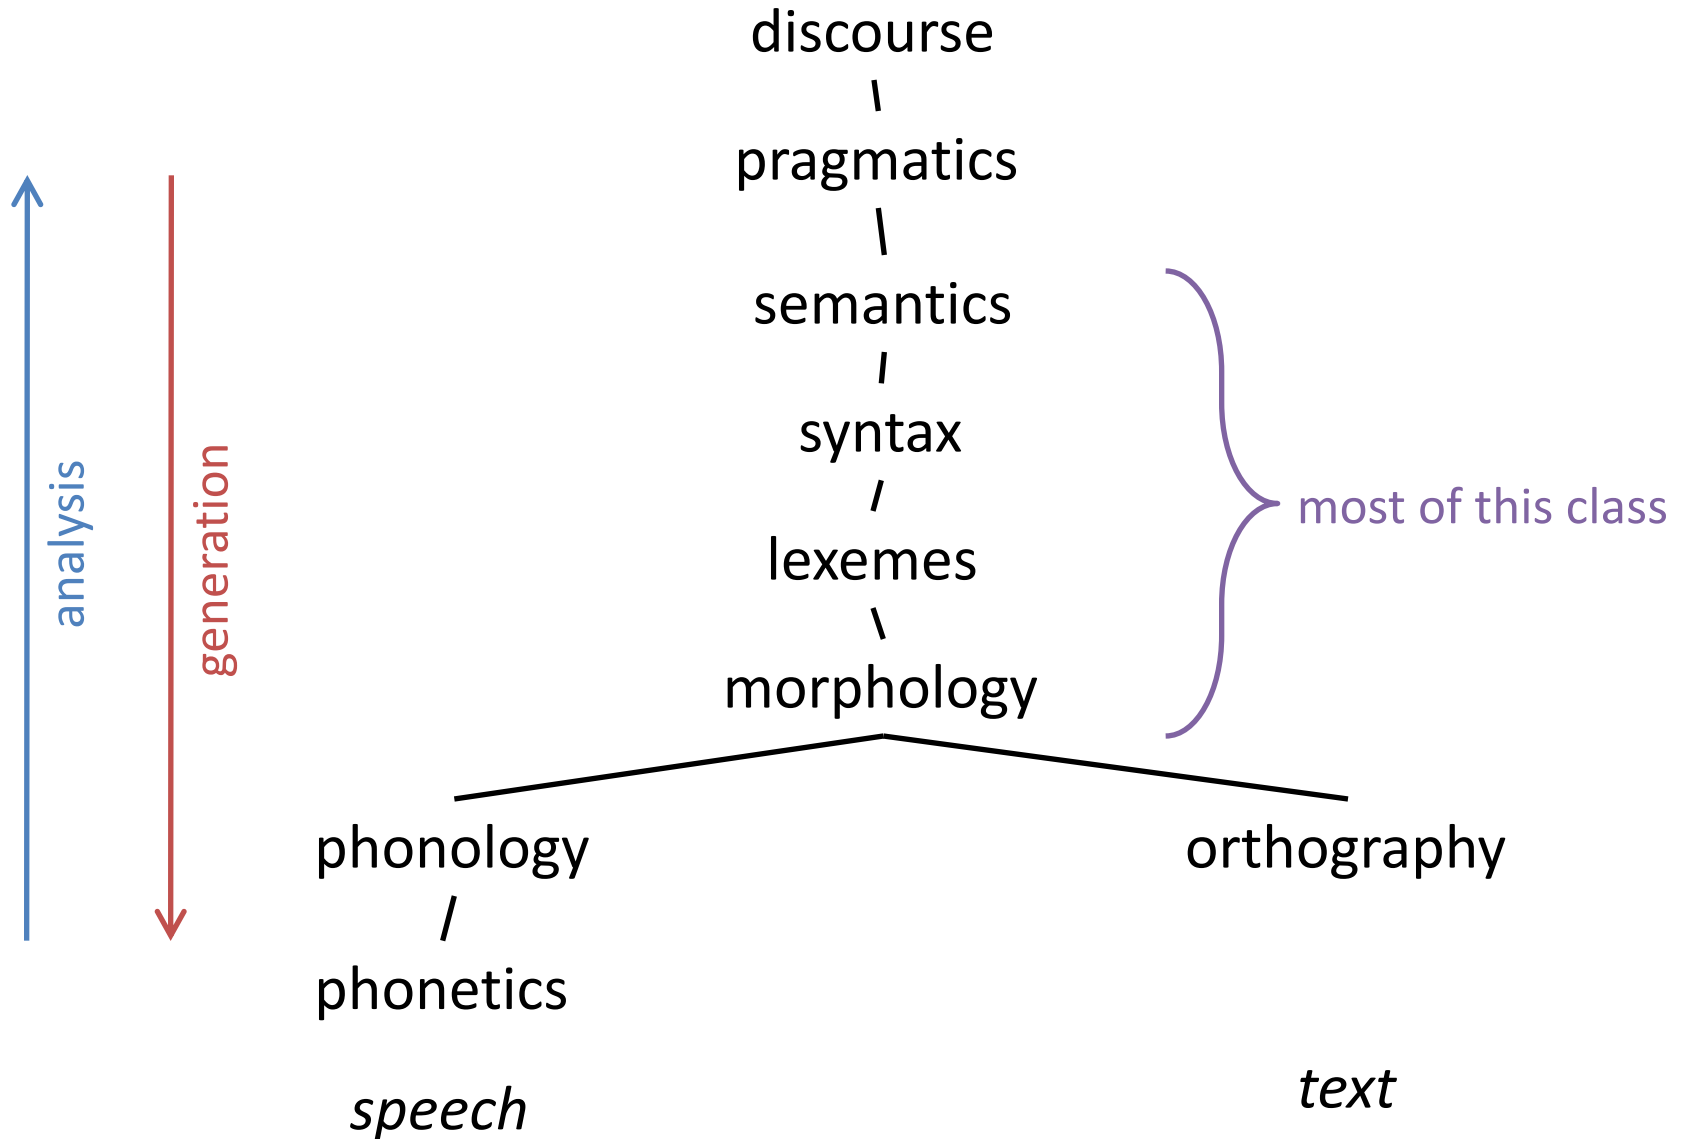 discourse
pragmatics
semantics
syntax
lexemes
morphology
phonology
orthography
phonetics
speech
text
analysis
generation
most of this class